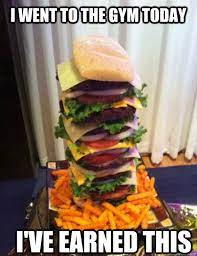 I WENT TO THE GYM TODAY
I'VE EARNED THIS